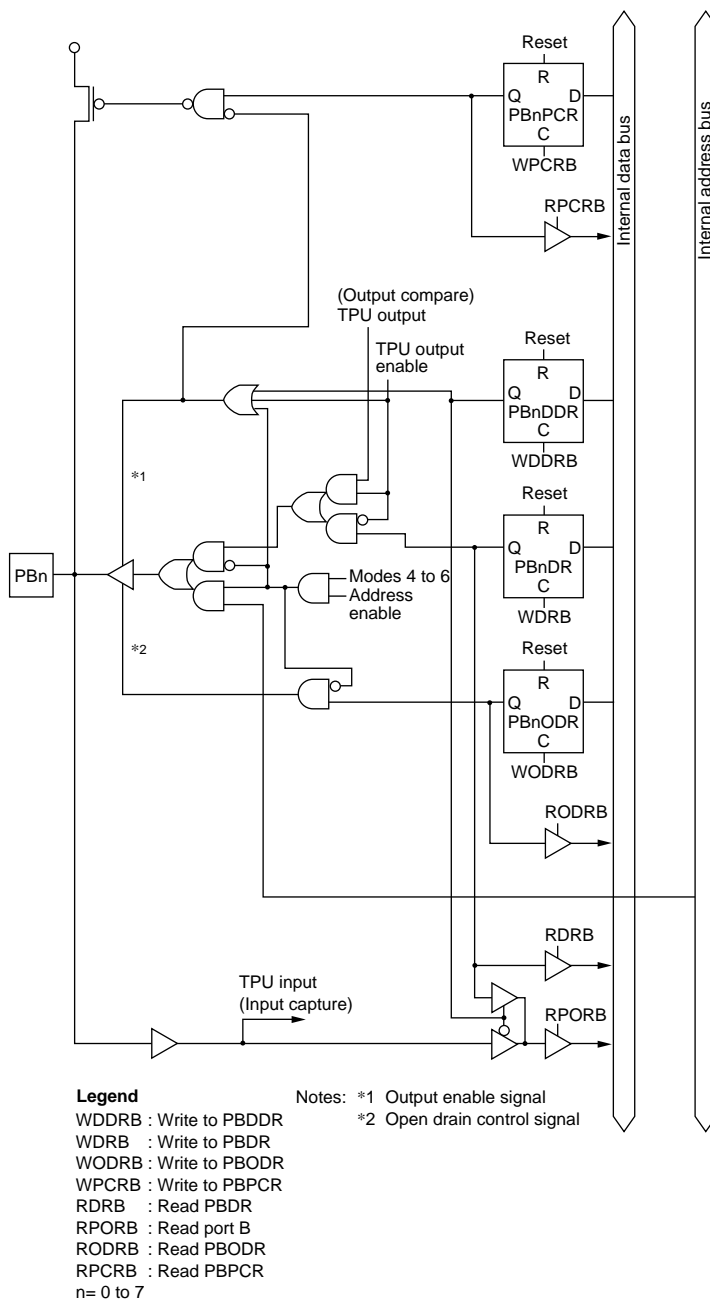 Reset
R
Q D
PBnPCR
C
WPCRB
RPCRB
Internal data bus
Internal address bus
(Output compare)
TPU output
TPU output
enable
Reset
R
Q D
PBnDDR
C
WDDRB
*1
Reset
R
Q D
PBnDR
C
WDRB
PBn
Modes 4 to 6
Address
enable
*2
Reset
R
Q D
PBnODR
C
WODRB
RODRB
RDRB
TPU input
(Input capture)
RPORB
Legend
WDDRB : Write to PBDDR
WDRB : Write to PBDR
WODRB : Write to PBODR
WPCRB : Write to PBPCR
RDRB : Read PBDR
RPORB : Read port B
RODRB : Read PBODR
RPCRB : Read PBPCR
n= 0 to 7
Notes: *1 Output enable signal
*2 Open drain control signal